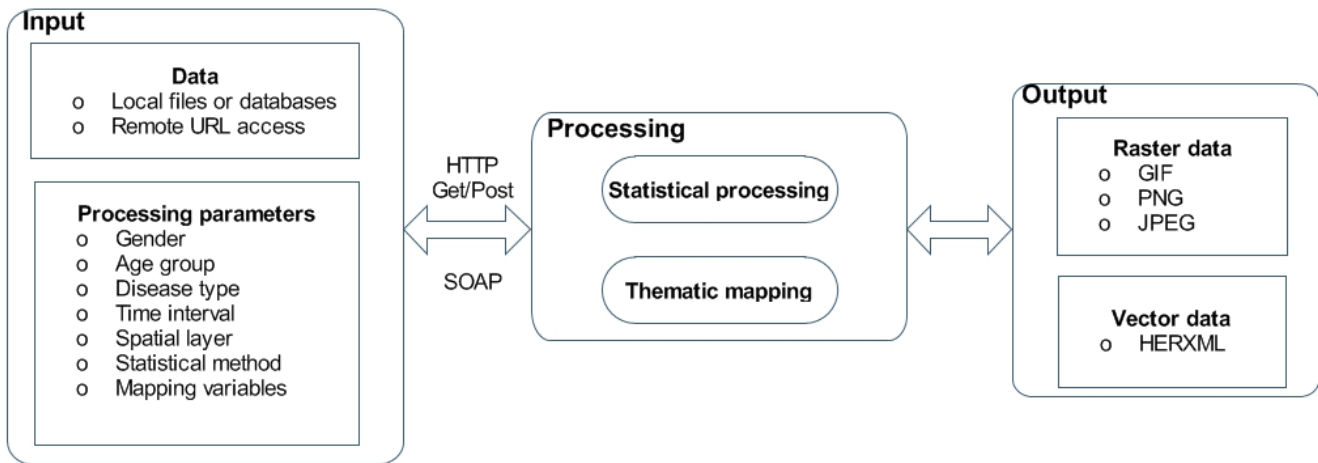 Input
Data
o Local files or databases
o Remote URL access
Processing parameters
o Gender
o Age group
o Disease type
o Time interval
o Spatial layer
o Statistical method
o Mapping variables
HTTP
Get/Post
SOAP
Processing
Statistical processing
Thematic mapping
Output
Raster data
o GIF
o PNG
o JPEG
Vector data
o HERXML